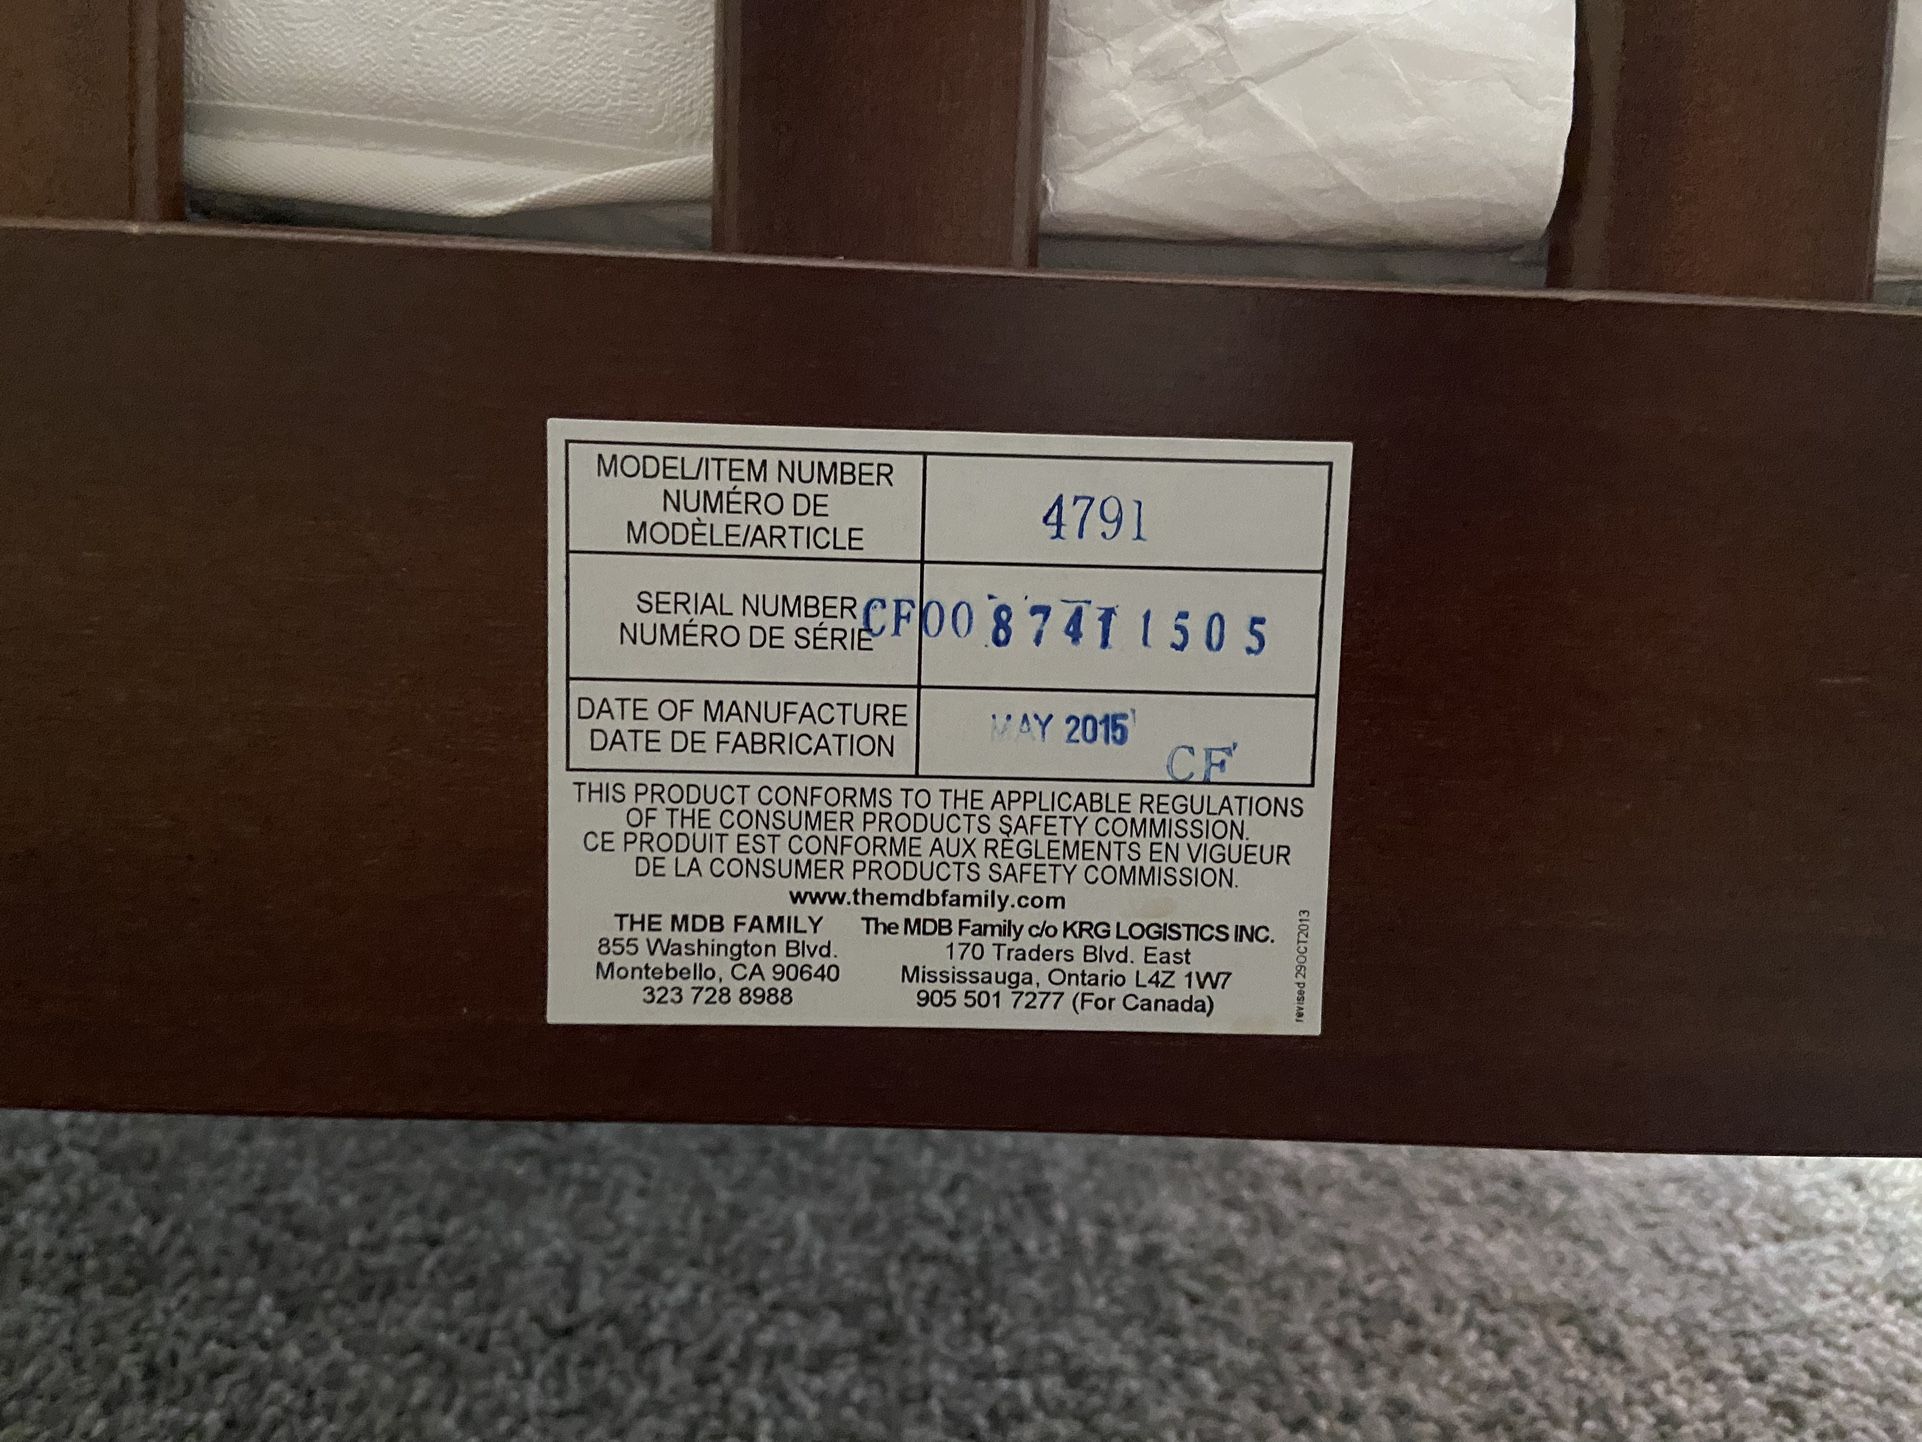 MODEL/ITEM NUMBER
NUMÉRO DE
MODÈLE/ARTICLE
4791
SERIAL NUMBER
NUMÉRO DE SÉRIE
CF00 87411505
DATE OF MANUFACTURE
DATE DE FABRICATION
MAY 2015
CF
THIS PRODUCT CONFORMS TO THE APPLICABLE REGULATIONS
OF THE CONSUMER PRODUCTS SAFETY COMMISSION.
CE PRODUIT EST CONFORME AUX RÈGLEMENTS EN VIGUEUR
DE LA CONSUMER PRODUCTS SAFETY COMMISSION.
www.themdbfamily.com
THE MDB FAMILY
855 Washington Blvd.
Montebello, CA 90640
323 728 8988
The MDB Family c/o KRG LOGISTICS INC.
170 Traders Blvd. East
Mississauga, Ontario L4Z 1W7
905 501 7277 (For Canada)
revised 29OCT2013